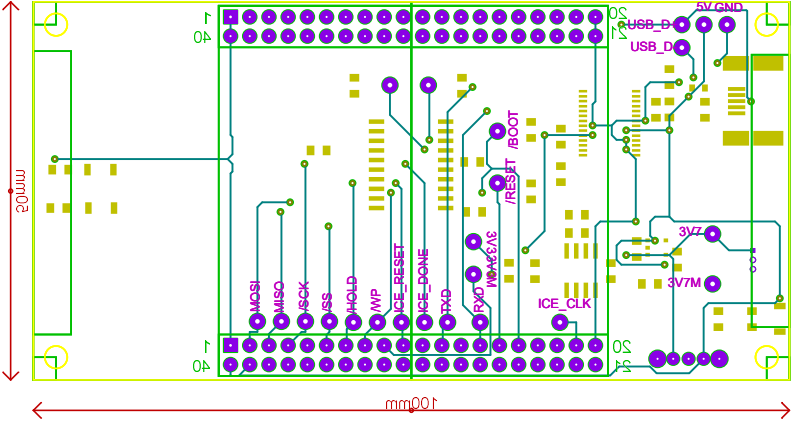 1
40
20
21
5V GND
USB_D
USB_D
/BOOT
/RESET
3V33V0M
3V7
3V7M
MOSI
MISO
/SCK
/SS
/HOLD
/WP
ICE_RESET
ICE_DONE
TXD
RXD
ICE_CLK
1
40
20
21
50mm
100mm